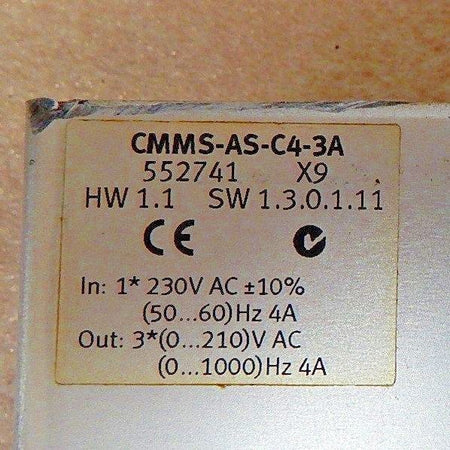 CMMS-AS-C4-3A
552741 X9
HW 1.1 SW 1.3.0.1.11
CE
In: 1* 230V AC ±10%
(50...60)Hz 4A
Out: 3*(0...210)V AC
(0...1000)Hz 4A